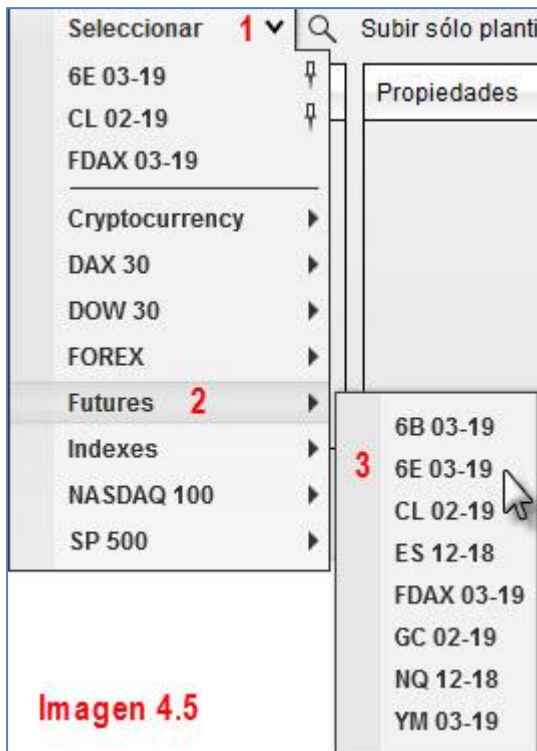 Seleccionar 1 Subir sólo planti
6E 03-19
Propiedades
CL 02-19
FDAX 03-19
Cryptocurrency
DAX 30
DOW 30
FOREX
Futures 2
Indexes
NASDAQ 100
SP 500
6B 03-19
3 6E 03-19
CL 02-19
ES 12-18
FDAX 03-19
GC 02-19
NQ 12-18
YM 03-19
Imagen 4.5